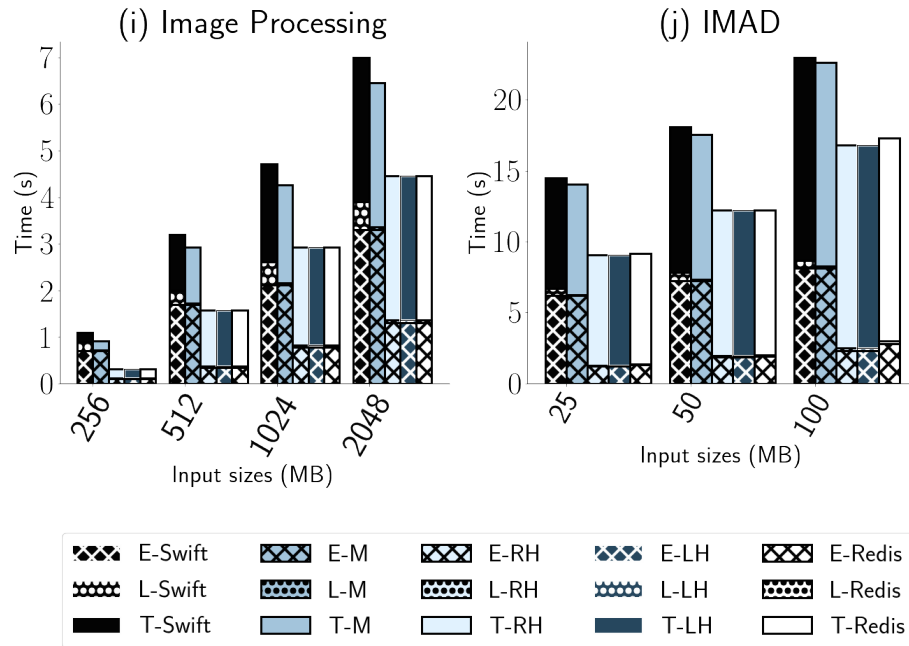 (i) Image Processing
(j) IMAD
7
6
5
4
3
2
1
0
Time (s)
256
512
1024
2048
Input sizes (MB)
20
15
10
5
0
Time (s)
25
50
100
Input sizes (MB)
E-Swift E-M E-RH E-LH E-Redis
L-Swift L-M L-RH L-LH L-Redis
T-Swift T-M T-RH T-LH T-Redis